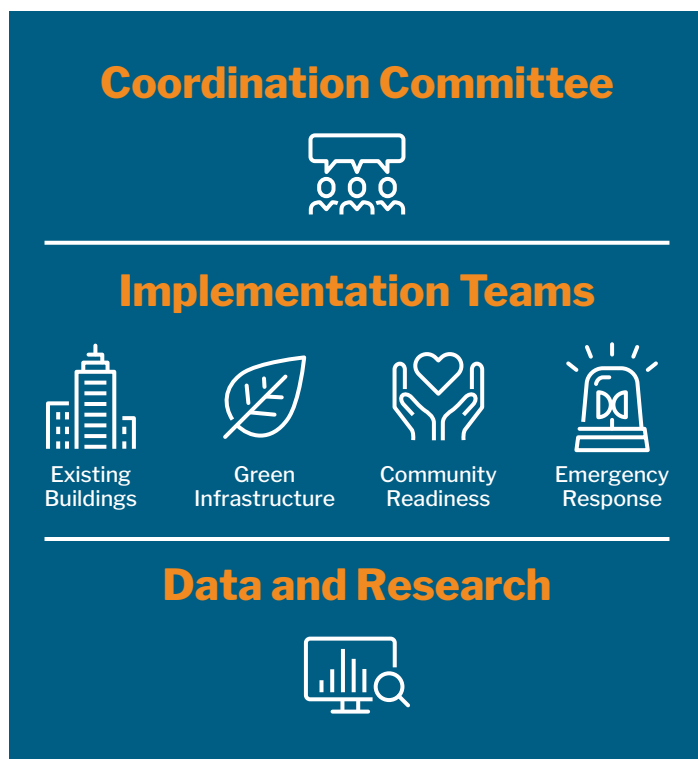 Coordination Committee
Implementation Teams
Existing
Buildings
Green
Infrastructure
Community
Readiness
Emergency
Response
Data and Research